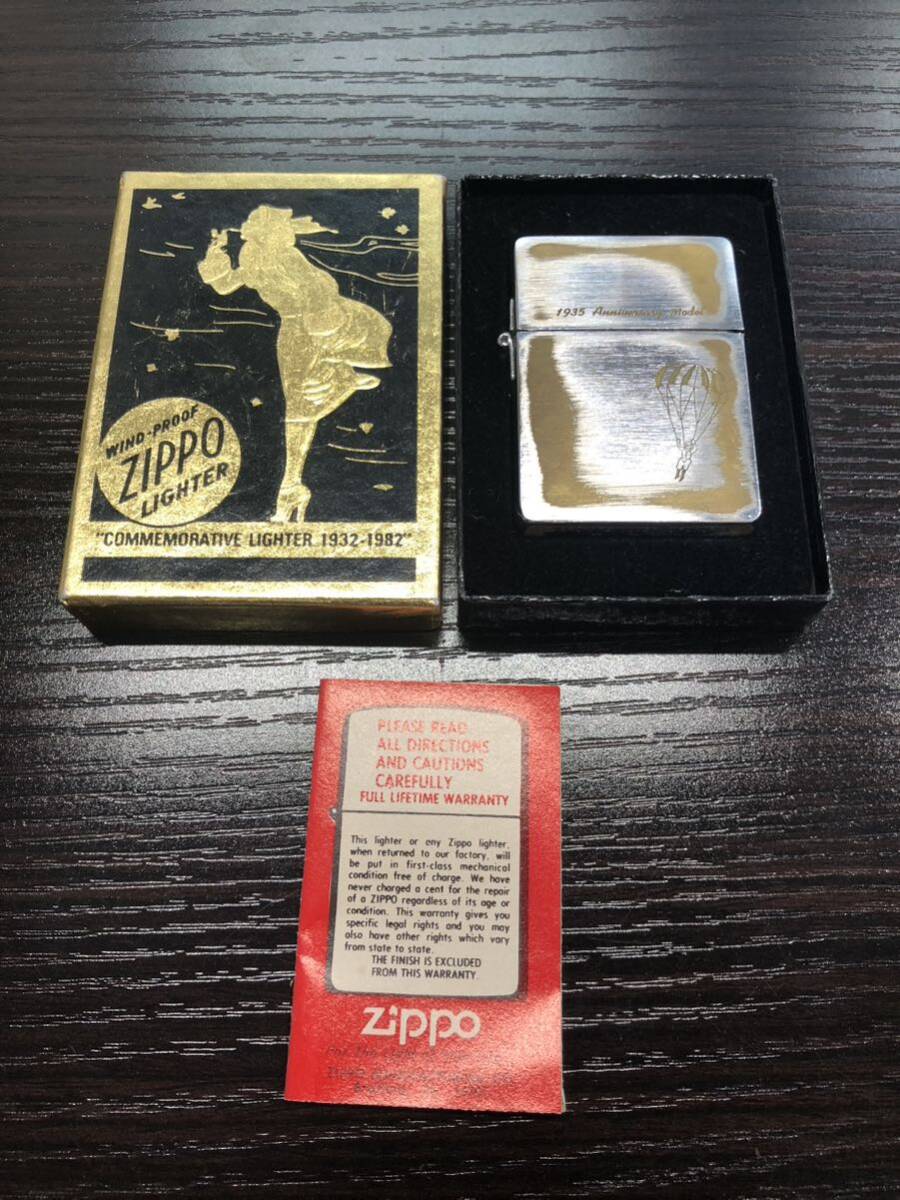 WIND-PROOF
ZIPPO
LIGHTER
"COMMEMORATIVE LIGHTER 1932-1982"
1935 Anniversary Model
PLEASE READ
ALL DIRECTIONS
AND CAUTIONS
CAREFULLY
FULL LIFETIME WARRANTY
This lighter or any Zippo lighter,
when returned to our factory, will
be put in first-class mechanical
condition free of charge. We have
never charged a cent for the repair
of a ZIPPO regardless of its age or
condition. This warranty gives you
specific legal rights and you may
also have other rights which vary
from state to state.
THE FINISH IS EXCLUDED
FROM THIS WARRANTY.
Zippo